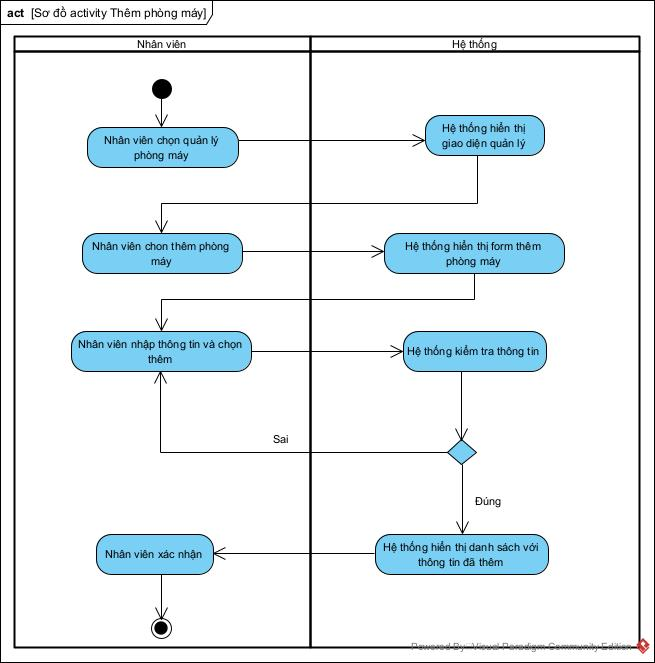 act [Sơ đồ activity Thêm phòng máy]
Nhân viên
Hệ thống
Nhân viên chọn quản lý
phòng máy
Hệ thống hiển thị
giao diện quản lý
Nhân viên chon thêm phòng
máy
Hệ thống hiển thị form thêm
phòng máy
Nhân viên nhập thông tin và chọn
thêm
Hệ thống kiểm tra thông tin
Sai
Đúng
Nhân viên xác nhận
Hệ thống hiển thị danh sách với
thông tin đã thêm
Powered By: Visual Paradigm Community Edition